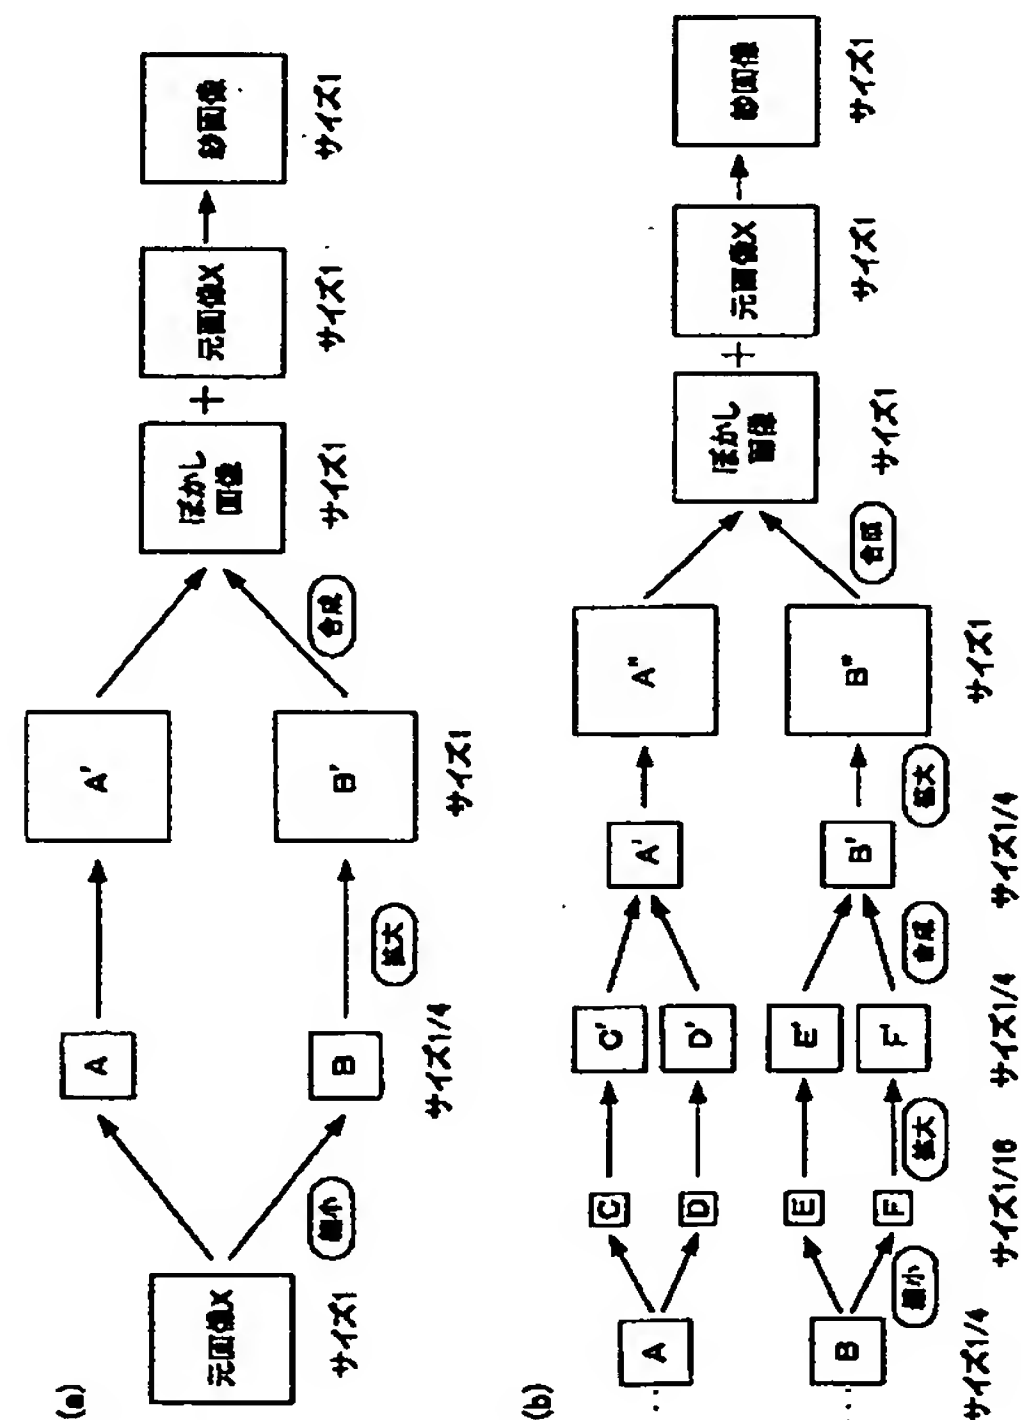 (a)
元画像X
サイズ1
縮小
A
B
サイズ1/4
拡大
A'
B'
サイズ1
合成
ぼかし
画像
サイズ1
+
元画像X
サイズ1
紗画像
サイズ1
(b)
A
B
サイズ1/4
縮小
C
D
E
F
サイズ1/16
拡大
C'
D'
E'
F'
サイズ1/4
合成
A'
B'
サイズ1/4
拡大
A"
B"
サイズ1
合成
ぼかし
画像
サイズ1
+
元画像X
サイズ1
紗画像
サイズ1